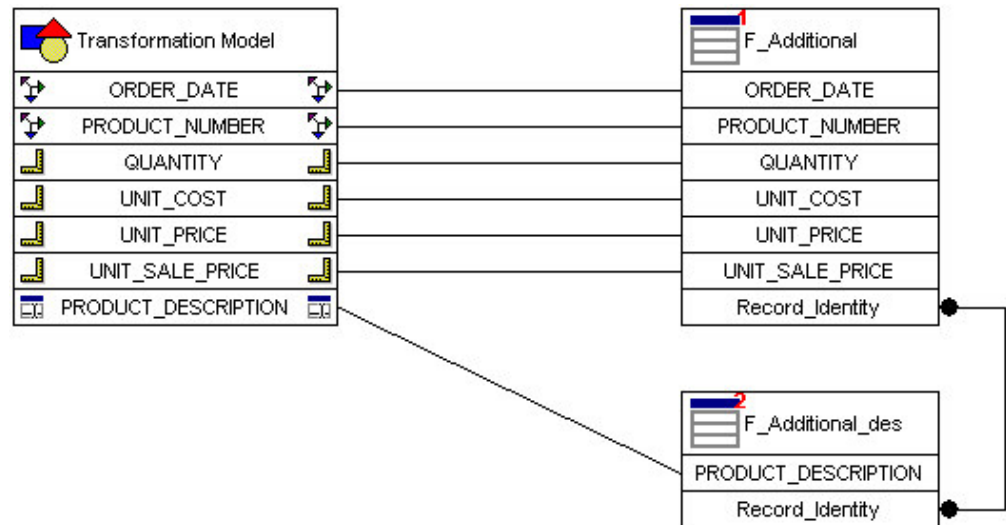 Transformation Model
ORDER_DATE
PRODUCT_NUMBER
QUANTITY
UNIT_COST
UNIT_PRICE
UNIT_SALE_PRICE
PRODUCT_DESCRIPTION
1
F_Additional
ORDER_DATE
PRODUCT_NUMBER
QUANTITY
UNIT_COST
UNIT_PRICE
UNIT_SALE_PRICE
Record_Identity
2
F_Additional_des
PRODUCT_DESCRIPTION
Record_Identity